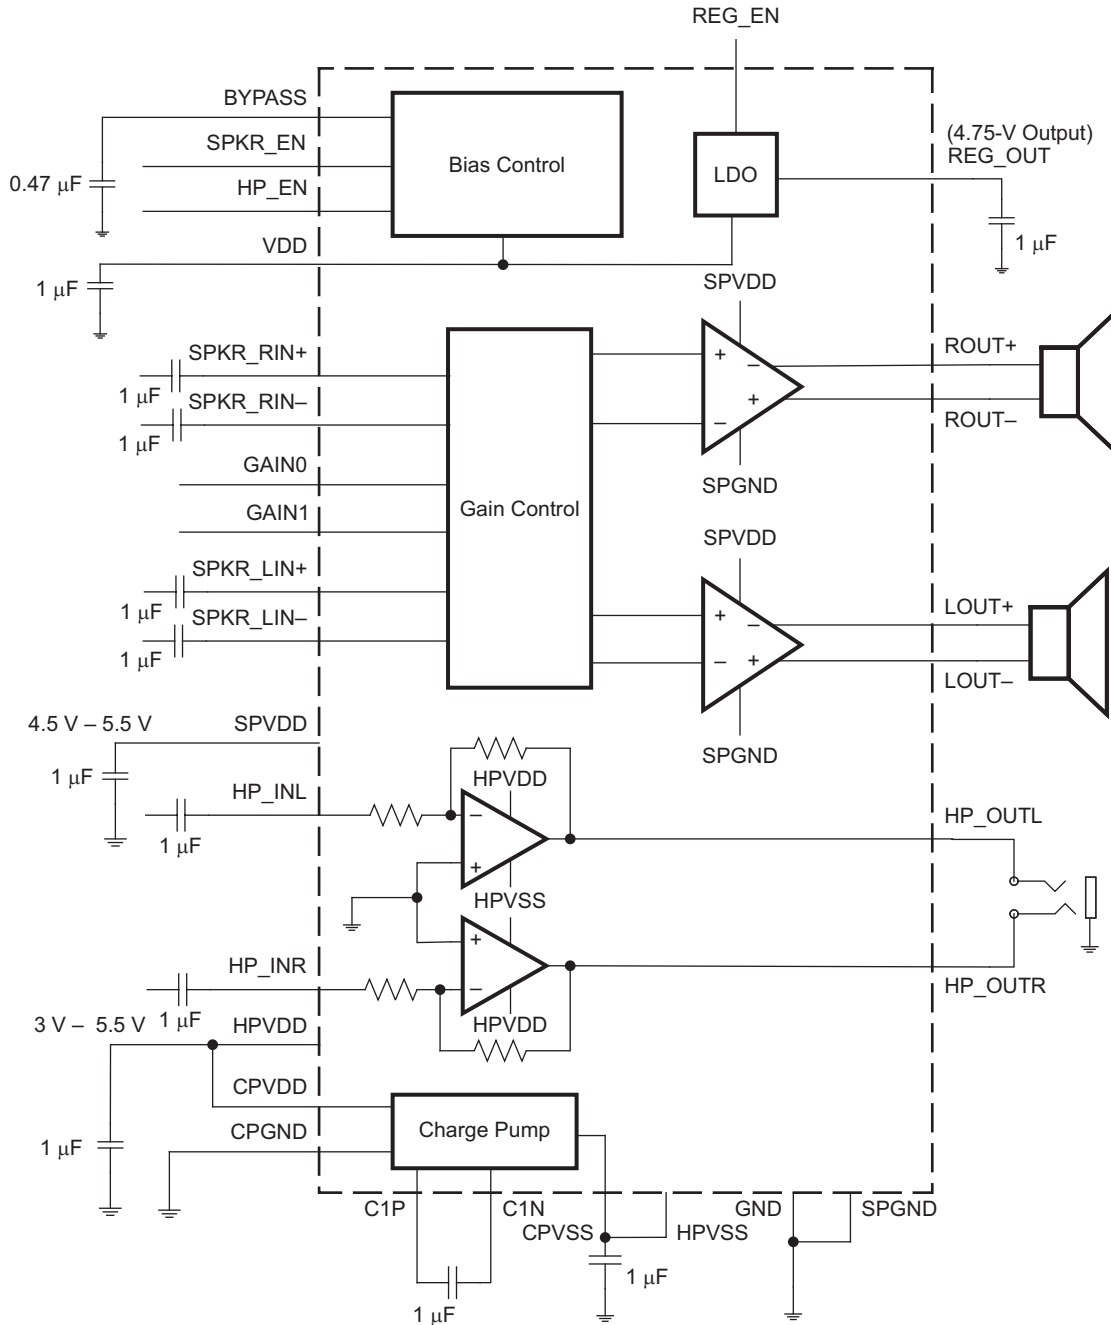 REG_EN
BYPASS
SPKR_EN
HP_EN
VDD
0.47 μF
1 μF
Bias Control
LDO
(4.75-V Output)
REG_OUT
1 μF
SPKR_RIN+
1 μF
SPKR_RIN–
1 μF
GAIN0
GAIN1
SPKR_LIN+
1 μF
SPKR_LIN–
1 μF
Gain Control
SPVDD
+
–
–
+
SPGND
ROUT+
ROUT–
SPVDD
+
–
–
+
SPGND
LOUT+
LOUT–
4.5 V – 5.5 V
SPVDD
1 μF
HP_INL
1 μF
HPVDD
–
+
HPVSS
+
–
HPVDD
HP_OUTL
HP_OUTR
HP_INR
1 μF
3 V –  5.5 V
HPVDD
CPVDD
CPGND
1 μF
Charge Pump
C1P
C1N
1 μF
CPVSS
HPVSS
1 μF
GND
SPGND